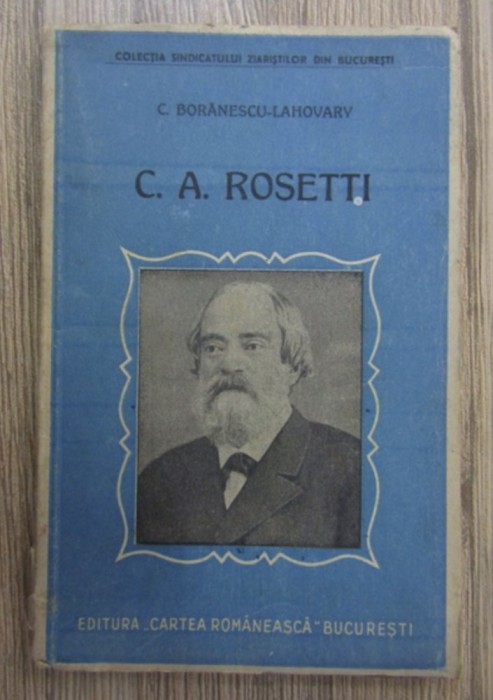 COLECȚIA SINDICATULUI ZIARIȘTILOR DIN BUCUREȘTI
C. BORĂNESCU-LAHOVARY
C. A. ROSETTI
EDITURA „CARTEA ROMÂNEASCĂ” BUCUREȘTI